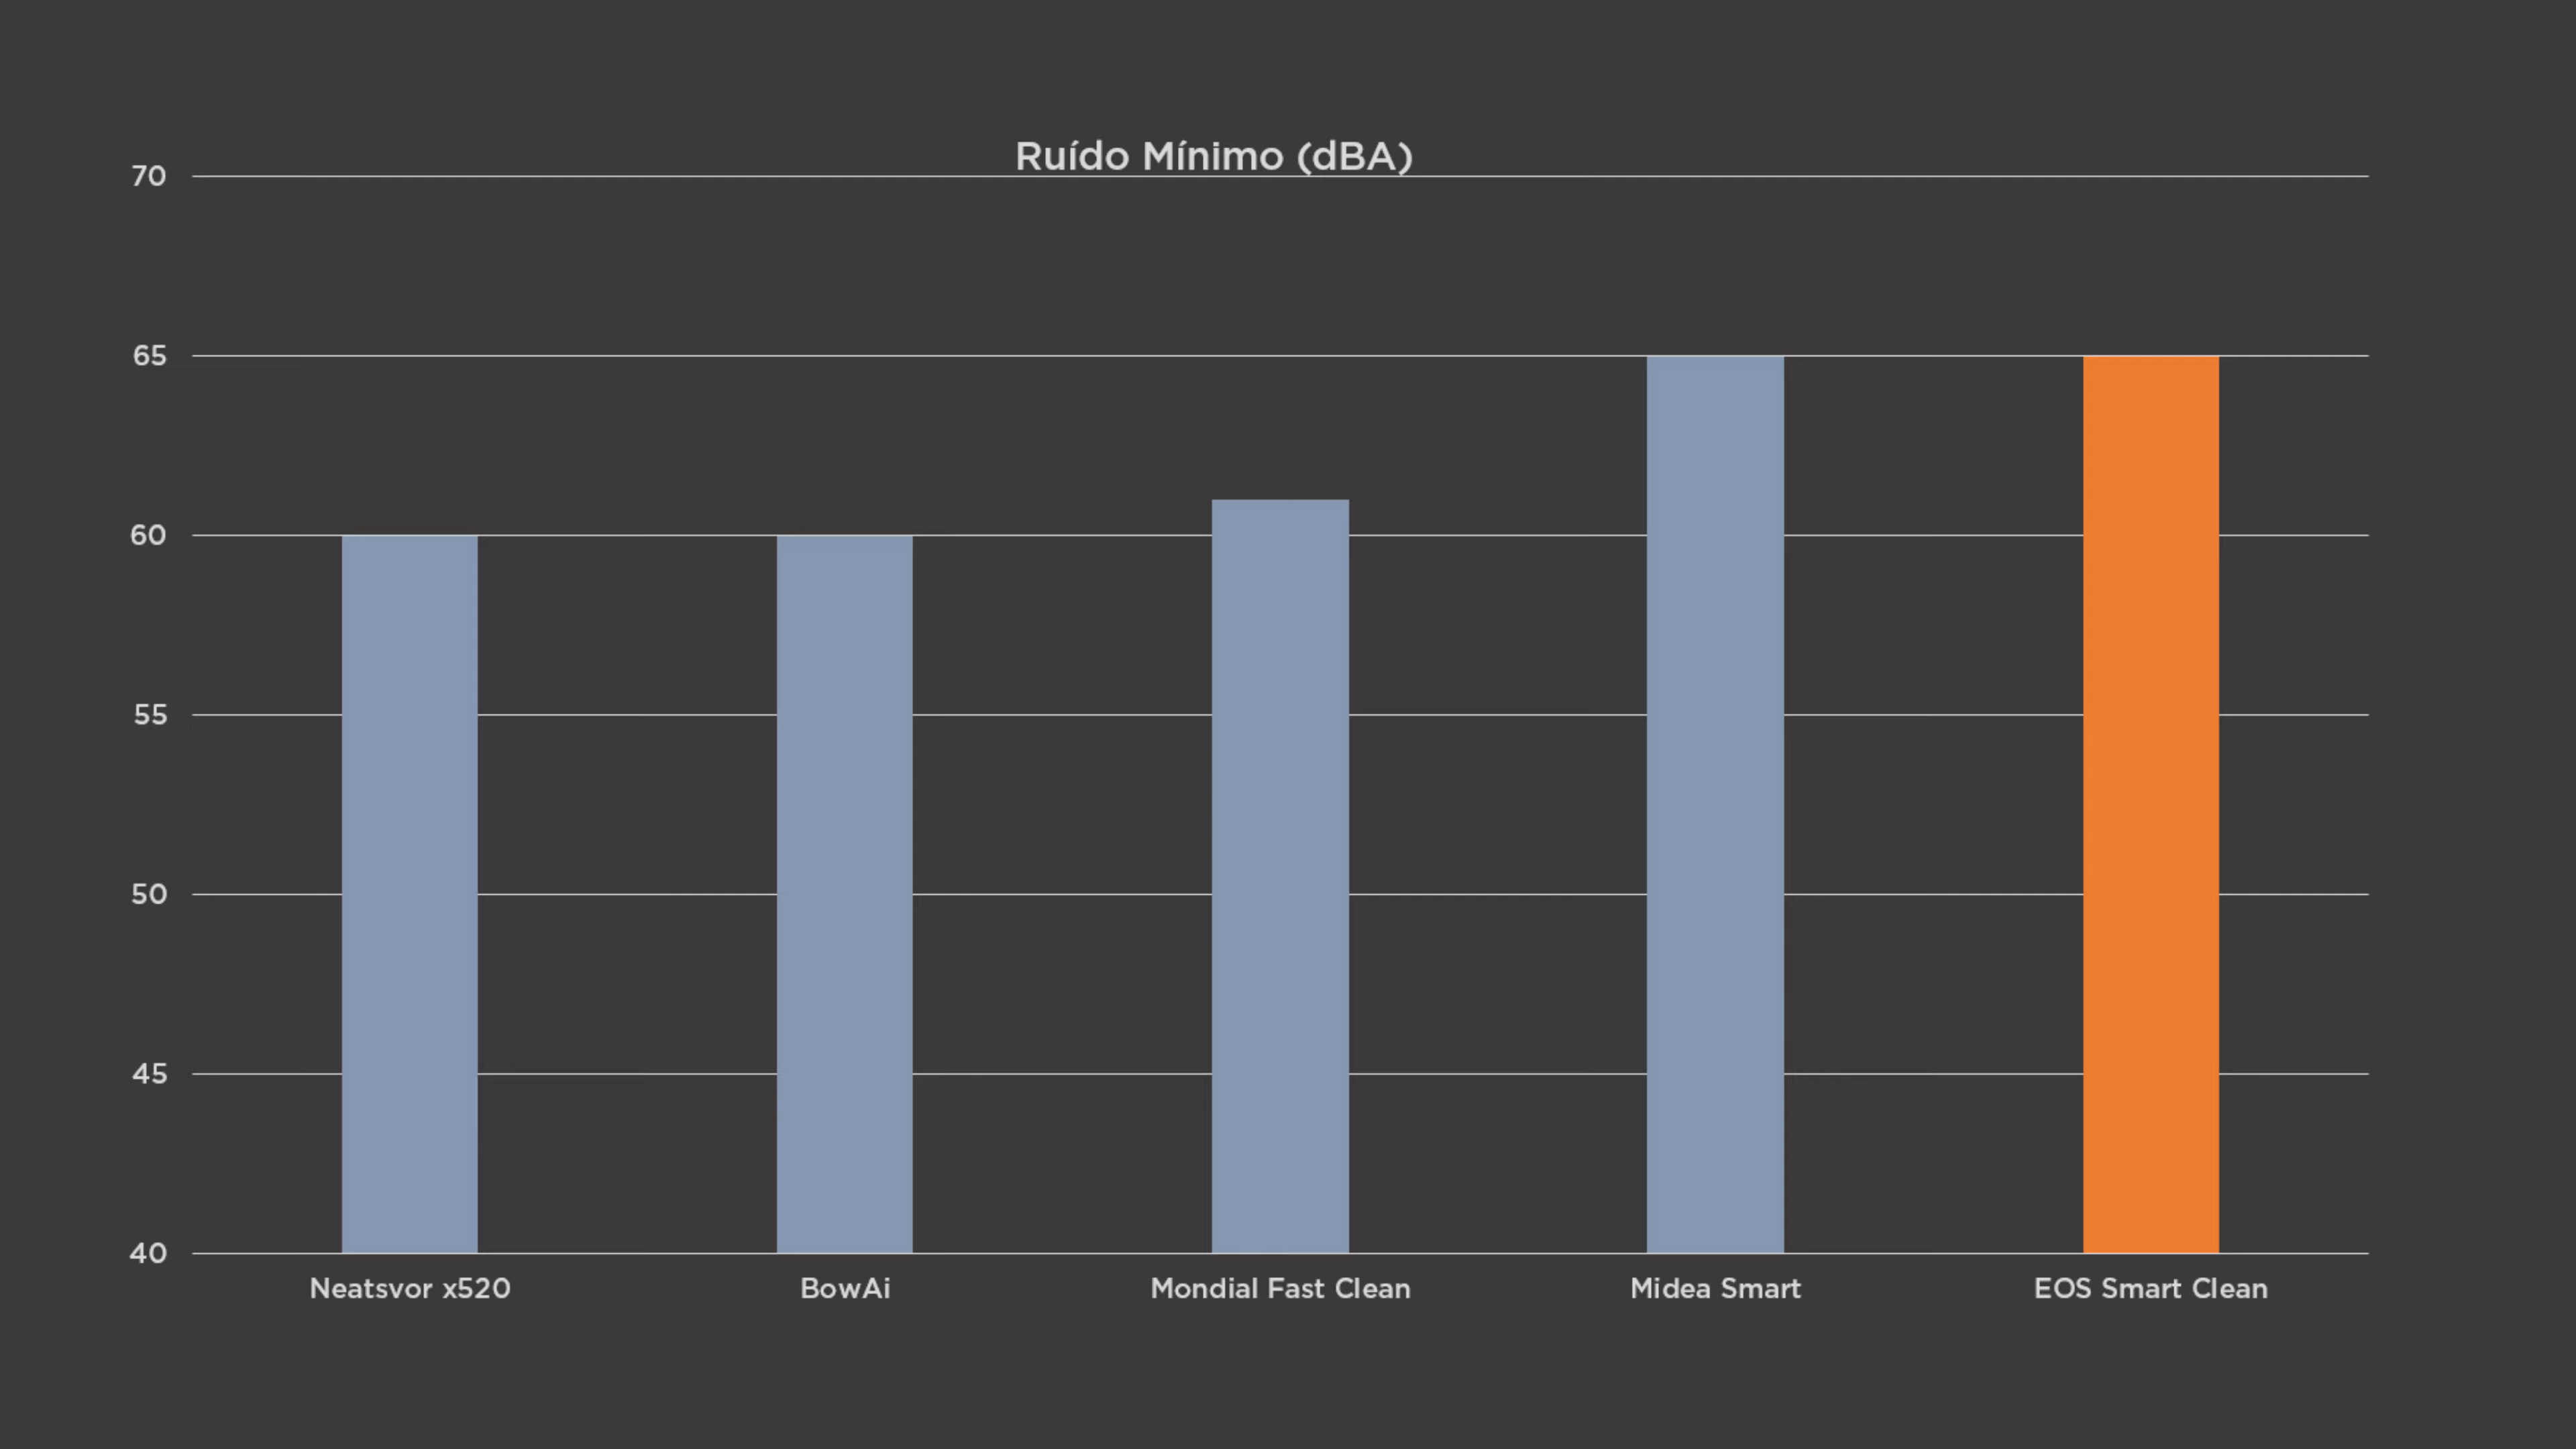 Ruído Mínimo (dBA)
70
65
60
55
50
45
40
Neatsvor x520
BowAi
Mondial Fast Clean
Midea Smart
EOS Smart Clean